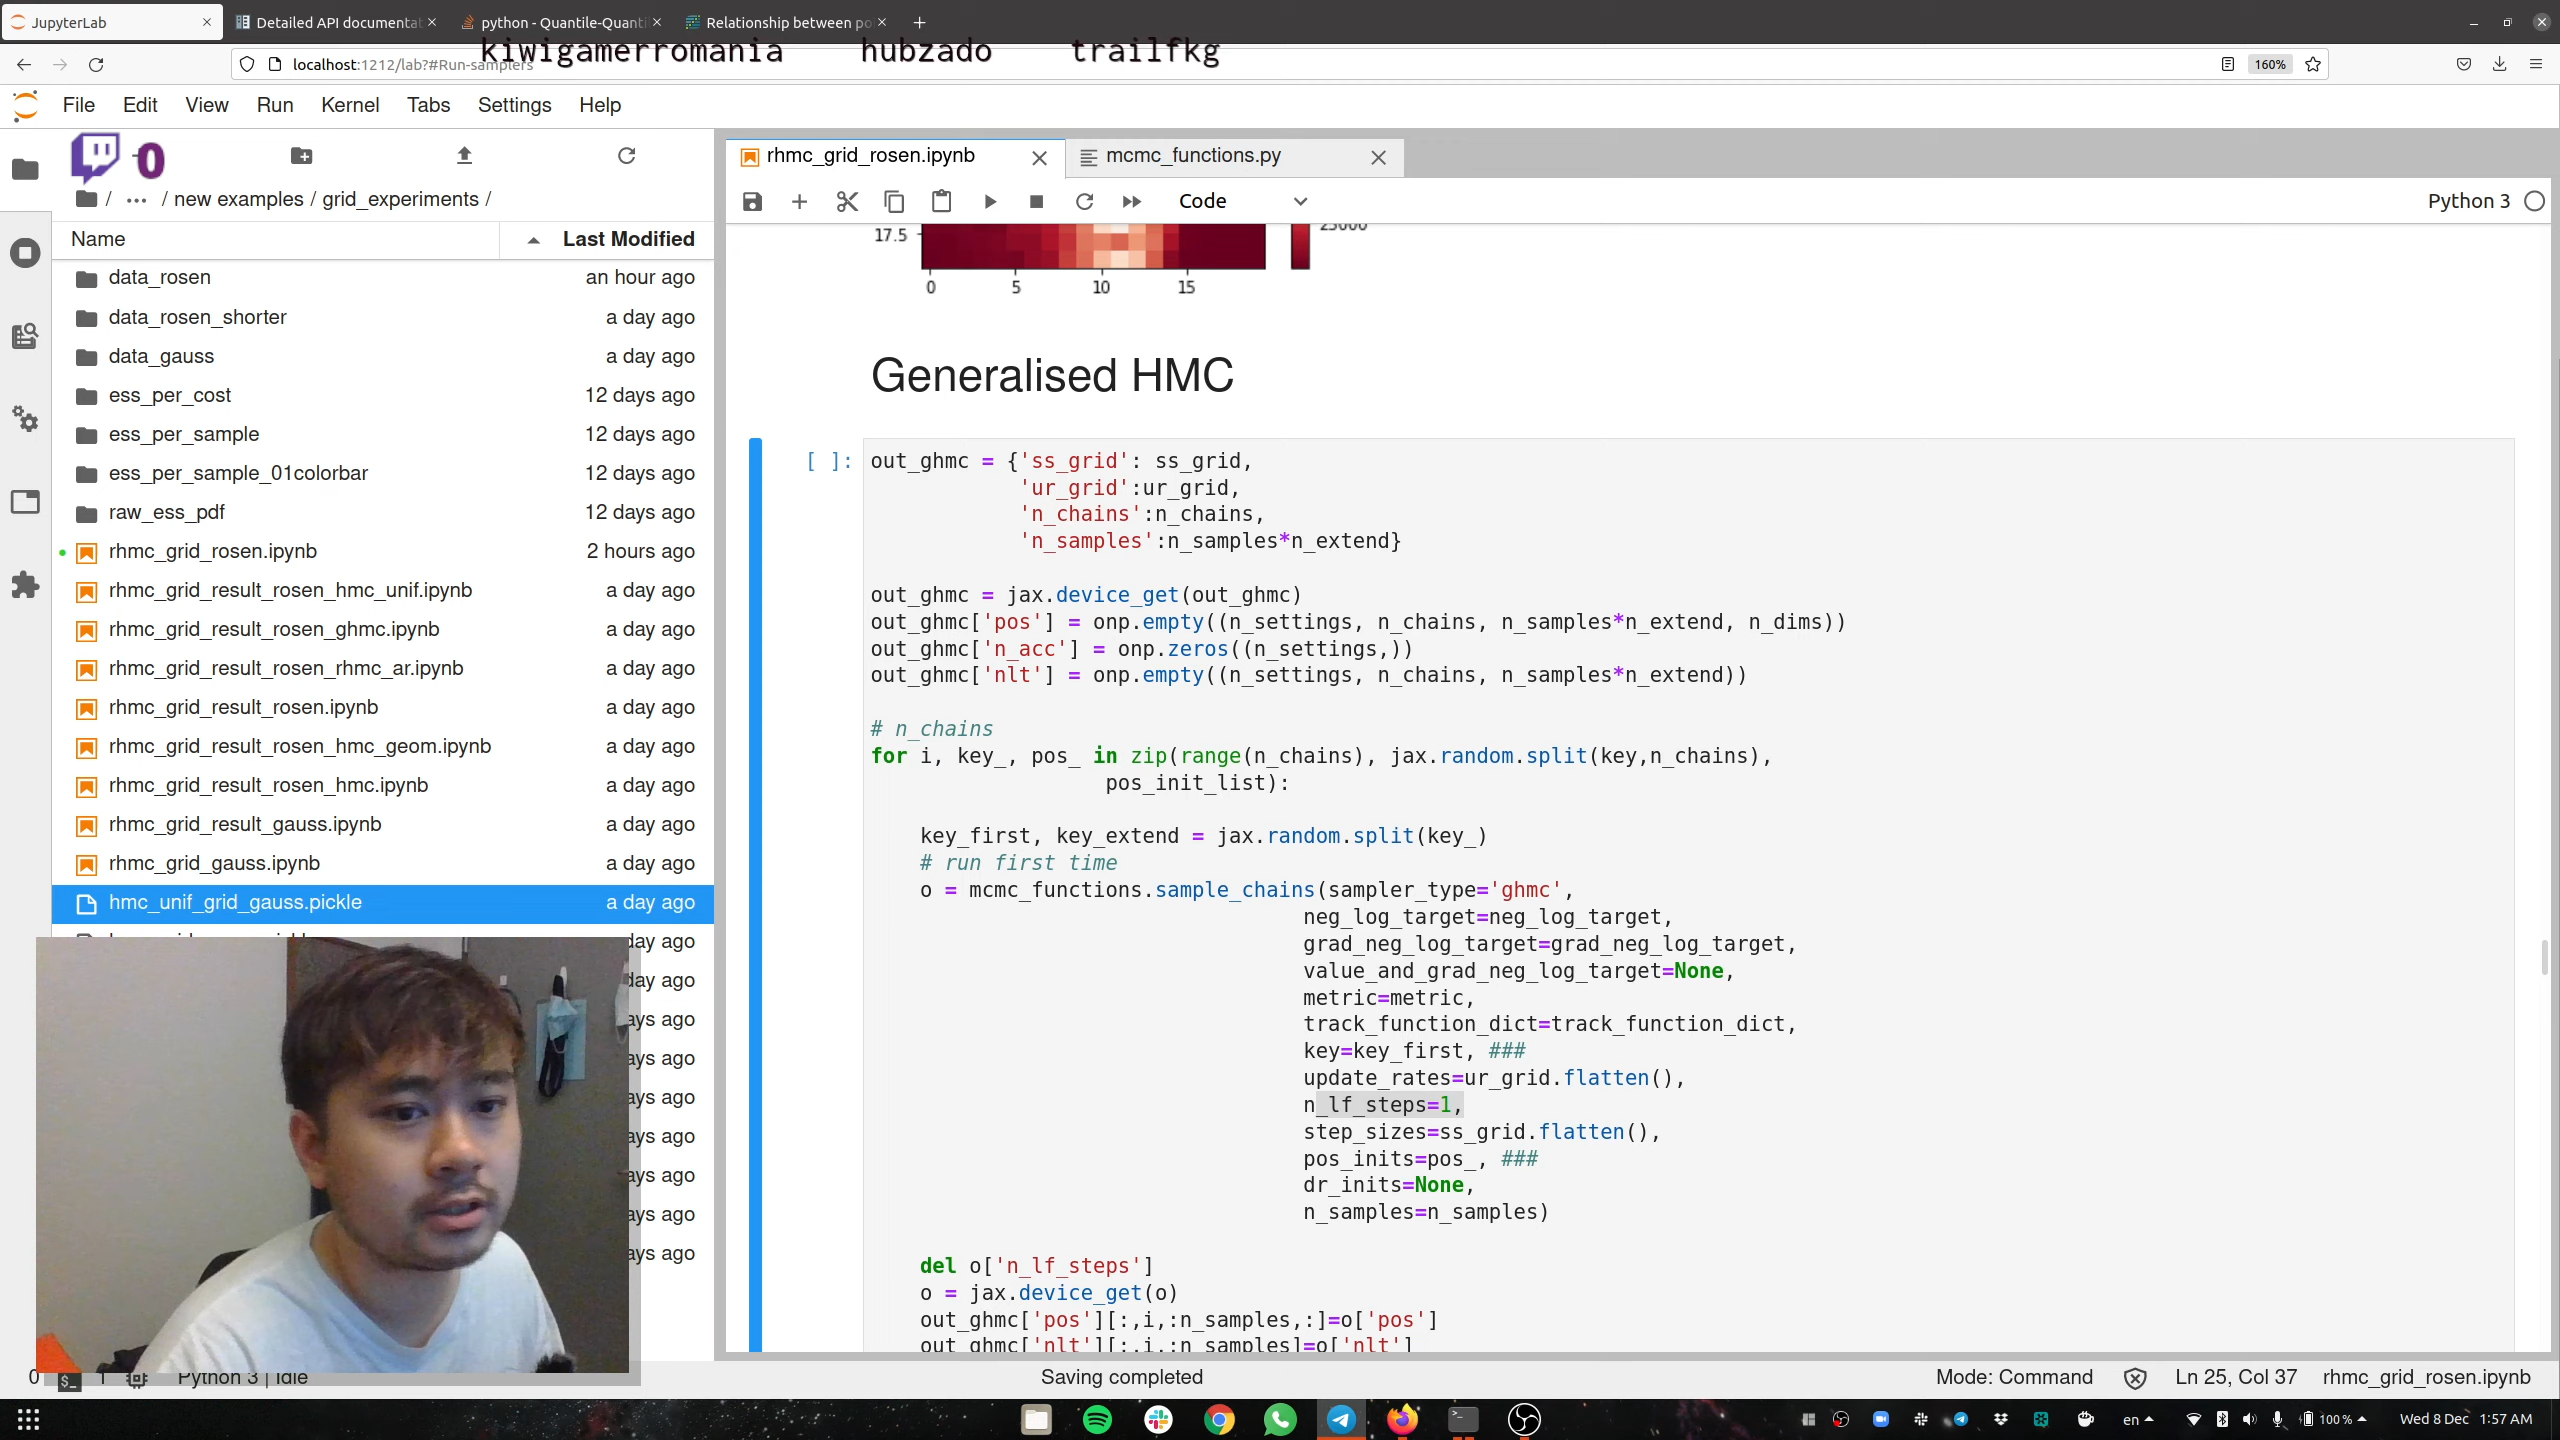 JupyterLab
Detailed API documentat
python - Quantile-Quanti
Relationship between po
kiwigamerromania hubzado trailfkg
localhost:1212/lab?#Run-samplers
160%
File Edit View Run Kernel Tabs Settings Help
0
/ ... / new examples / grid_experiments /
Name Last Modified
data_rosen an hour ago
data_rosen_shorter a day ago
data_gauss a day ago
ess_per_cost 12 days ago
ess_per_sample 12 days ago
ess_per_sample_01colorbar 12 days ago
raw_ess_pdf 12 days ago
rhmc_grid_rosen.ipynb 2 hours ago
rhmc_grid_result_rosen_hmc_unif.ipynb a day ago
rhmc_grid_result_rosen_ghmc.ipynb a day ago
rhmc_grid_result_rosen_rhmc_ar.ipynb a day ago
rhmc_grid_result_rosen.ipynb a day ago
rhmc_grid_result_rosen_hmc_geom.ipynb a day ago
rhmc_grid_result_rosen_hmc.ipynb a day ago
rhmc_grid_result_gauss.ipynb a day ago
rhmc_grid_gauss.ipynb a day ago
hmc_unif_grid_gauss.pickle a day ago
day ago
day ago
ays ago
ays ago
ays ago
ays ago
ays ago
ays ago
ays ago
rhmc_grid_rosen.ipynb
mcmc_functions.py
Code
Python 3
17.5
25000
0 5 10 15
Generalised HMC
[ ]: out_ghmc = {'ss_grid': ss_grid,
'ur_grid':ur_grid,
'n_chains':n_chains,
'n_samples':n_samples*n_extend}
out_ghmc = jax.device_get(out_ghmc)
out_ghmc['pos'] = onp.empty((n_settings, n_chains, n_samples*n_extend, n_dims))
out_ghmc['n_acc'] = onp.zeros((n_settings,))
out_ghmc['nlt'] = onp.empty((n_settings, n_chains, n_samples*n_extend))
# n_chains
for i, key_, pos_ in zip(range(n_chains), jax.random.split(key,n_chains),
pos_init_list):
key_first, key_extend = jax.random.split(key_)
# run first time
o = mcmc_functions.sample_chains(sampler_type='ghmc',
neg_log_target=neg_log_target,
grad_neg_log_target=grad_neg_log_target,
value_and_grad_neg_log_target=None,
metric=metric,
track_function_dict=track_function_dict,
key=key_first, ###
update_rates=ur_grid.flatten(),
n_lf_steps=1,
step_sizes=ss_grid.flatten(),
pos_inits=pos_, ###
dr_inits=None,
n_samples=n_samples)
del o['n_lf_steps']
o = jax.device_get(o)
out_ghmc['pos'][:,i,:n_samples,:]=o['pos']
out_ghmc['nlt'][:,i,:n_samples]=o['nlt']
0 1 Python 3 | Idle
Saving completed
Mode: Command
Ln 25, Col 37
rhmc_grid_rosen.ipynb
en
100 %
Wed 8 Dec 1:57 AM